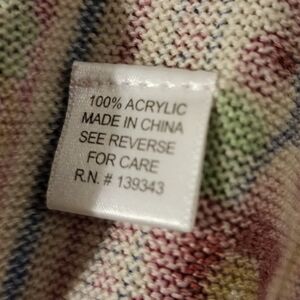 100% ACRYLIC
MADE IN CHINA
SEE REVERSE
FOR CARE
R.N. # 139343